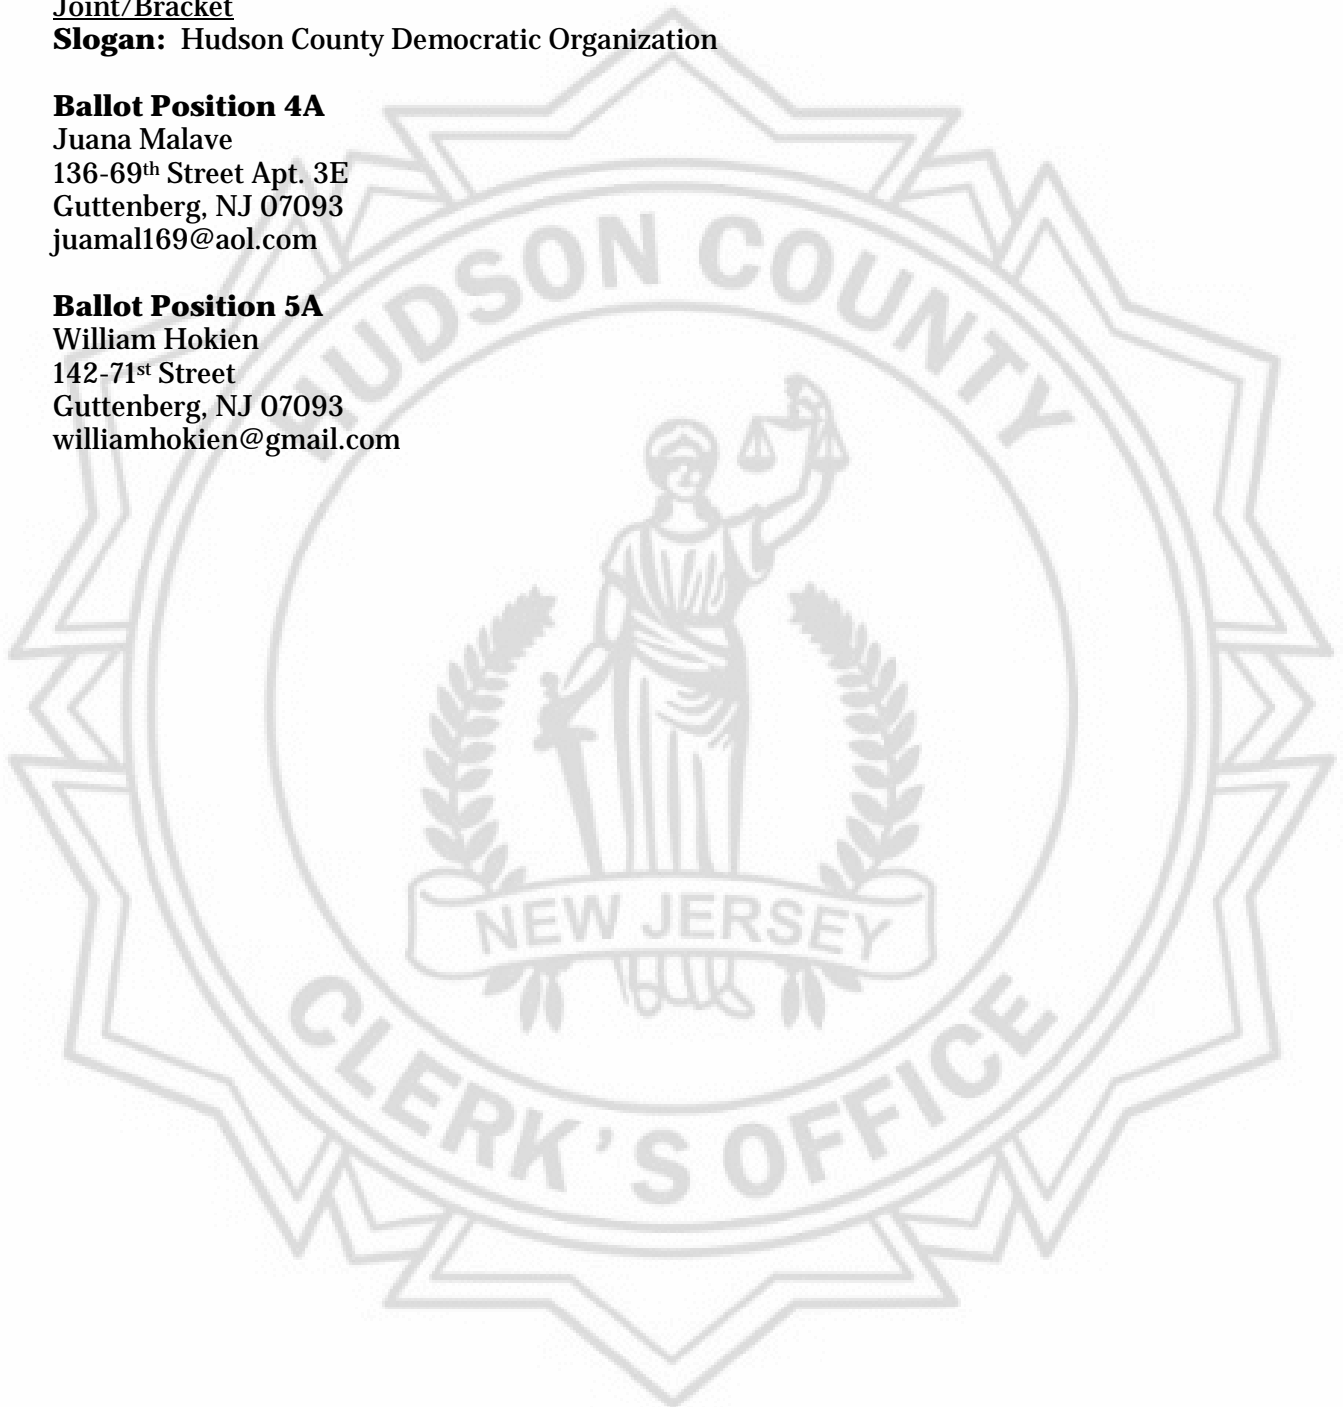 Joint/Bracket
Slogan: Hudson County Democratic Organization
Ballot Position 4A
Juana Malave
136-69th Street Apt. 3E
Guttenberg, NJ 07093
juamal169@aol.com
Ballot Position 5A
William Hokien
142-71st Street
Guttenberg, NJ 07093
williamhokien@gmail.com
HUDSON COUNTY
NEW JERSEY
CLERK'S OFFICE